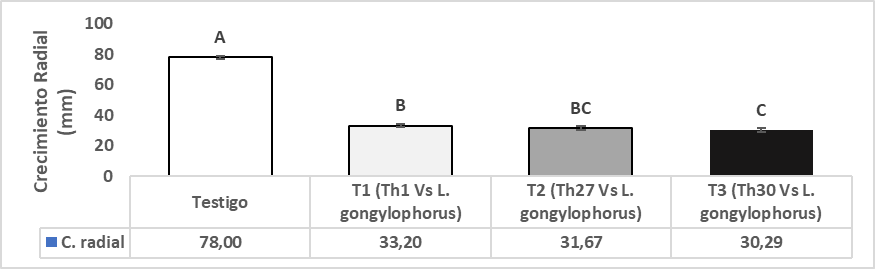 Crecimiento Radial
(mm)
100
80
60
40
20
0
A
B
BC
C
Testigo
T1 (Th1 Vs L.
gongylophorus)
T2 (Th27 Vs L.
gongylophorus)
T3 (Th30 Vs L.
gongylophorus)
C. radial
78,00
33,20
31,67
30,29